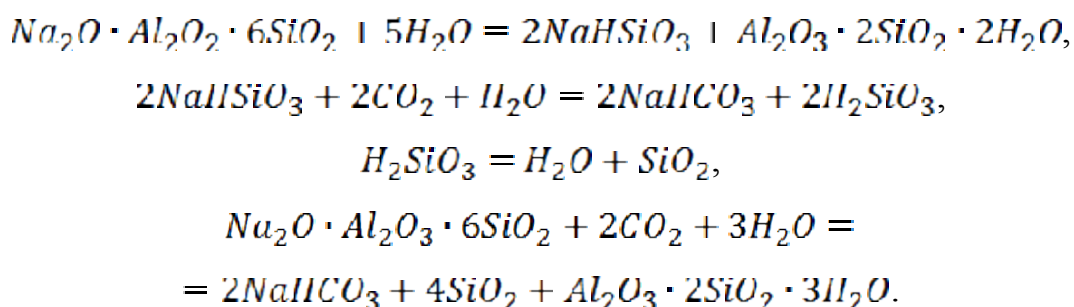 Na₂O · Al₂O₂ · 6SiO₂ + 5H₂O = 2NaHSiO₃ + Al₂O₃ · 2SiO₂ · 2H₂O,
2NaHSiO₃ + 2CO₂ + H₂O = 2NaHCO₃ + 2H₂SiO₃,
H₂SiO₃ = H₂O + SiO₂,
Na₂O · Al₂O₃ · 6SiO₂ + 2CO₂ + 3H₂O =
= 2NaHCO₃ + 4SiO₂ + Al₂O₃ · 2SiO₂ · 3H₂O.